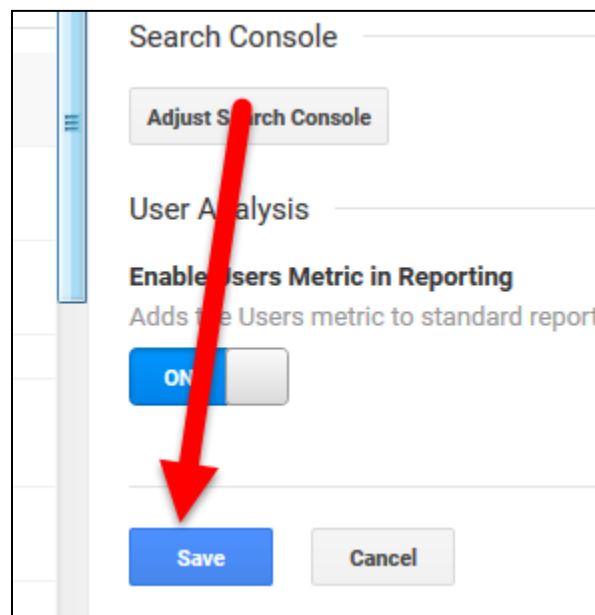 Search Console
Adjust Search Console
User Analysis
Enable Users Metric in Reporting
Adds the Users metric to standard report
ON
Save
Cancel